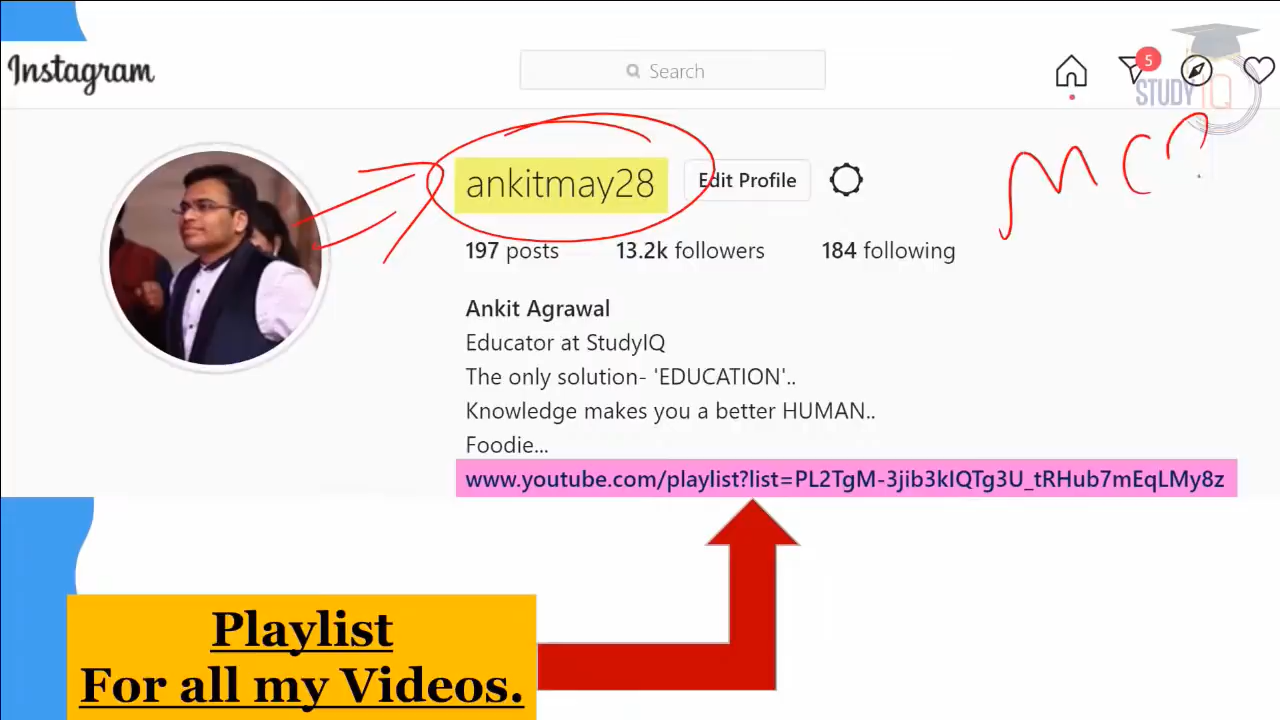 Instagram
Search
5
STUDY IQ
ankitmay28 Edit Profile
197 posts 13.2k followers 184 following
Ankit Agrawal
Educator at StudyIQ
The only solution- 'EDUCATION'..
Knowledge makes you a better HUMAN..
Foodie...
www.youtube.com/playlist?list=PL2TgM-3jib3kIQTg3U_tRHub7mEqLMy8z
Playlist
For all my Videos.